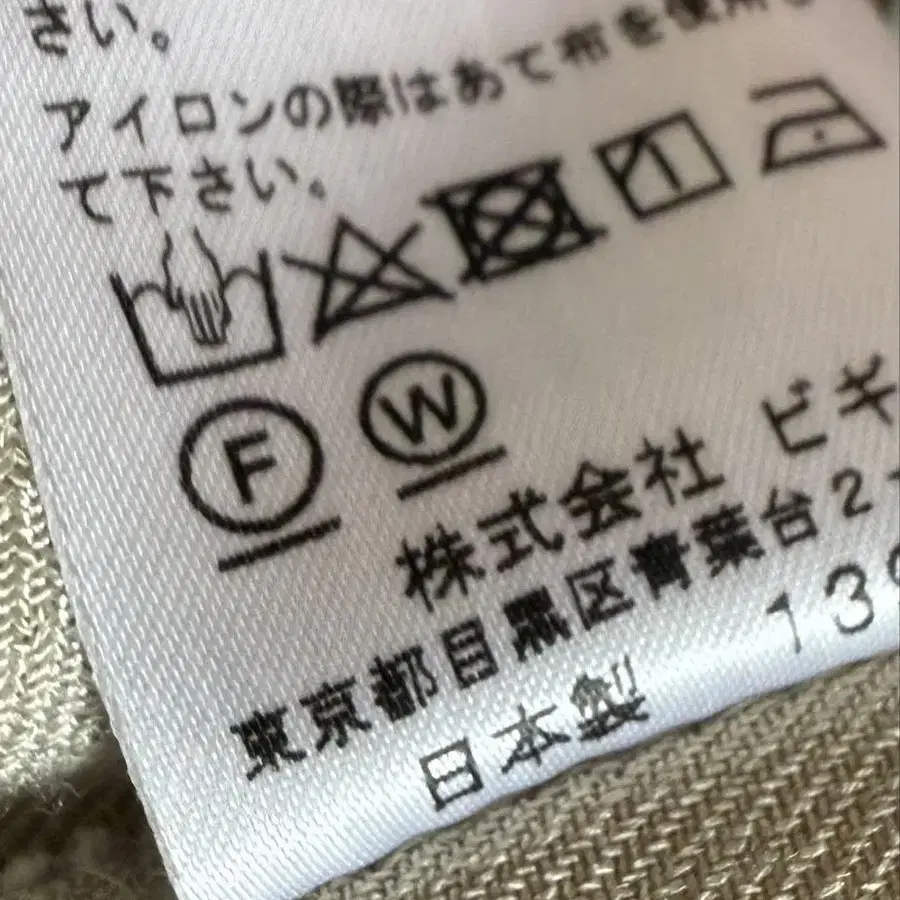 さい。
アイロンの際はあて布を使用し
て下さい。
F W
株式会社 ビギ
東京都目黒区青葉台2-
139
日本製